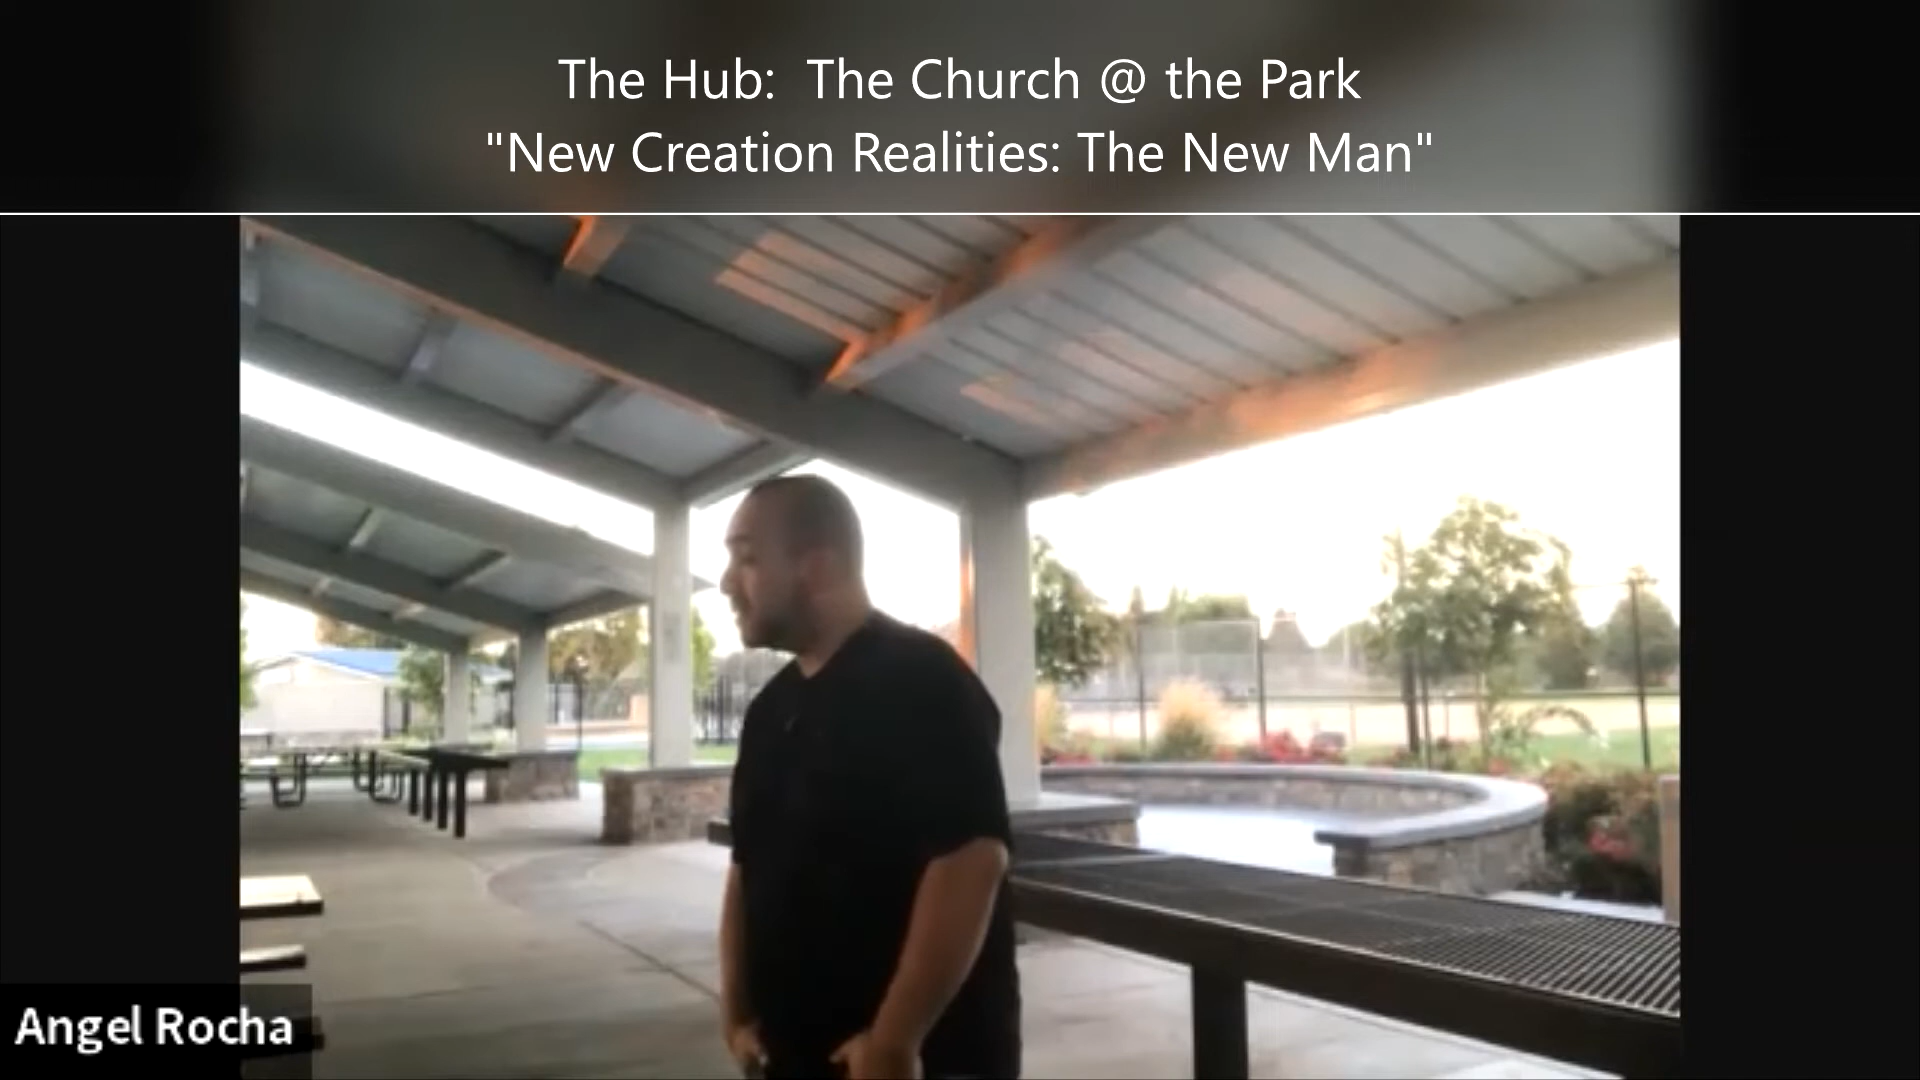 The Hub:  The Church @ the Park
"New Creation Realities: The New Man"
Angel Rocha